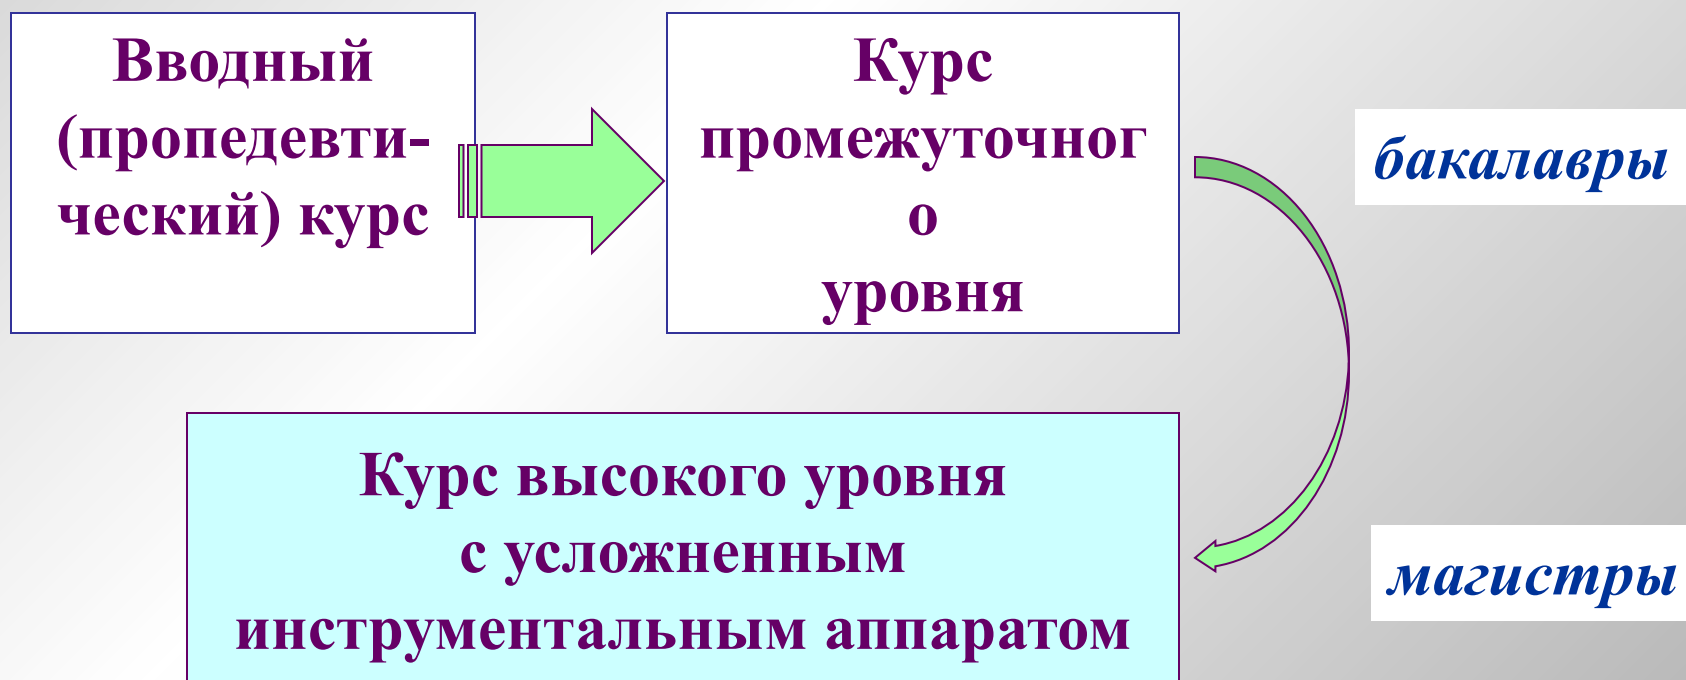 Вводный
(пропедевти-
ческий) курс
Курс
промежуточног
о
уровня
бакалавры
Курс высокого уровня
с усложненным
инструментальным аппаратом
магистры